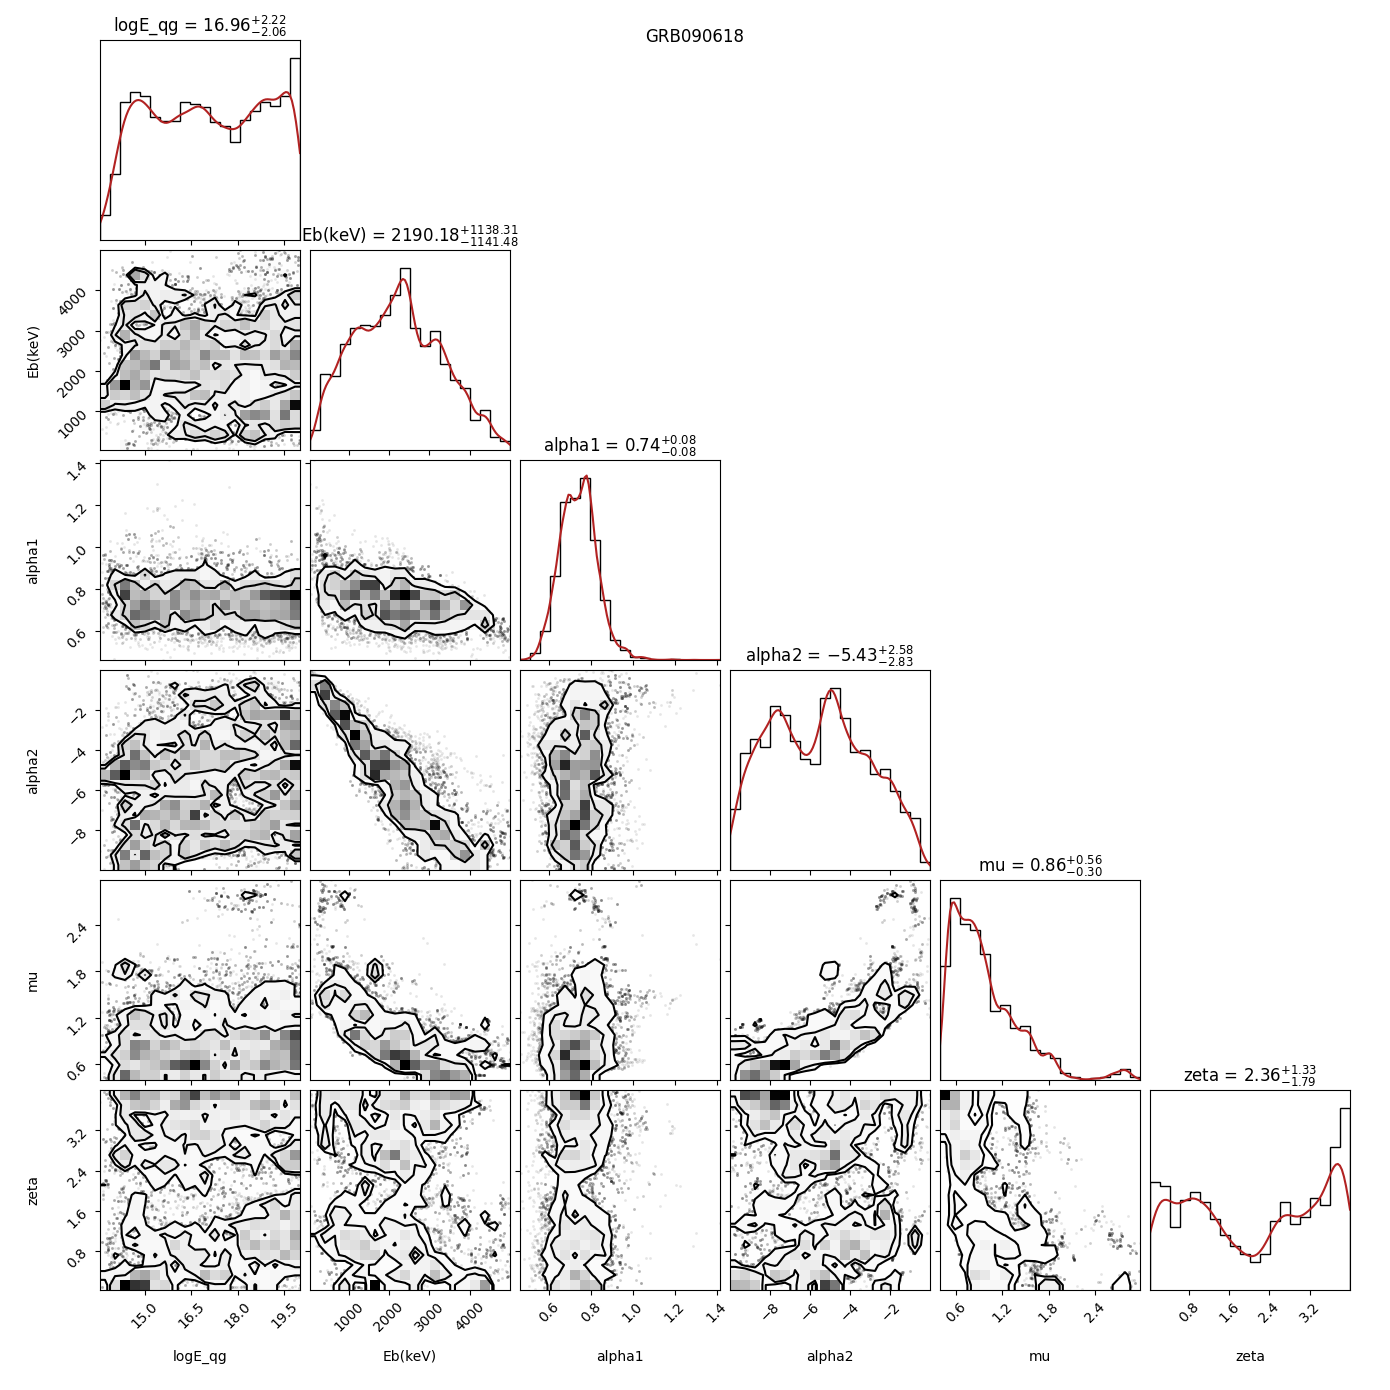 logE_qg = 16.96+2.22−2.06
GRB090618
Eb(keV) = 2190.18+1138.31−1141.48
Eb(keV)
4000
3000
2000
1000
alpha1 = 0.74+0.08−0.08
alpha1
1.4
1.2
1.0
0.8
0.6
alpha2 = −5.43+2.58−2.83
alpha2
−2
−4
−6
−8
mu = 0.86+0.56−0.30
mu
2.4
1.8
1.2
0.6
zeta = 2.36+1.33−1.79
zeta
3.2
2.4
1.6
0.8
15.0 16.5 18.0 19.5 1000 2000 3000 4000 0.6 0.8 1.0 1.2 1.4 −8 −6 −4 −2 0.6 1.2 1.8 2.4 0.8 1.6 2.4 3.2
logE_qg Eb(keV) alpha1 alpha2 mu zeta